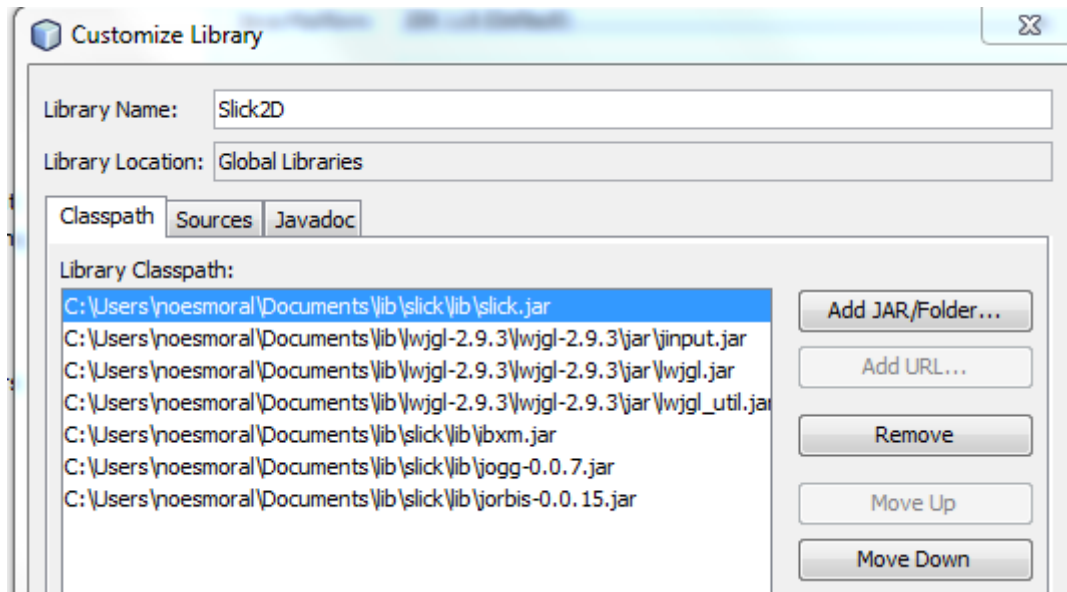 Customize Library
Library Name: Slick2D
Library Location: Global Libraries
Classpath Sources Javadoc
Library Classpath:
C:\Users\noesmoral\Documents\lib\slick\lib\slick.jar
C:\Users\noesmoral\Documents\lib\lwjgl-2.9.3\lwjgl-2.9.3\jar\jinput.jar
C:\Users\noesmoral\Documents\lib\lwjgl-2.9.3\lwjgl-2.9.3\jar\lwjgl.jar
C:\Users\noesmoral\Documents\lib\lwjgl-2.9.3\lwjgl-2.9.3\jar\lwjgl_util.jar
C:\Users\noesmoral\Documents\lib\slick\lib\ibxm.jar
C:\Users\noesmoral\Documents\lib\slick\lib\jogg-0.0.7.jar
C:\Users\noesmoral\Documents\lib\slick\lib\jorbis-0.0.15.jar
Add JAR/Folder...
Add URL...
Remove
Move Up
Move Down